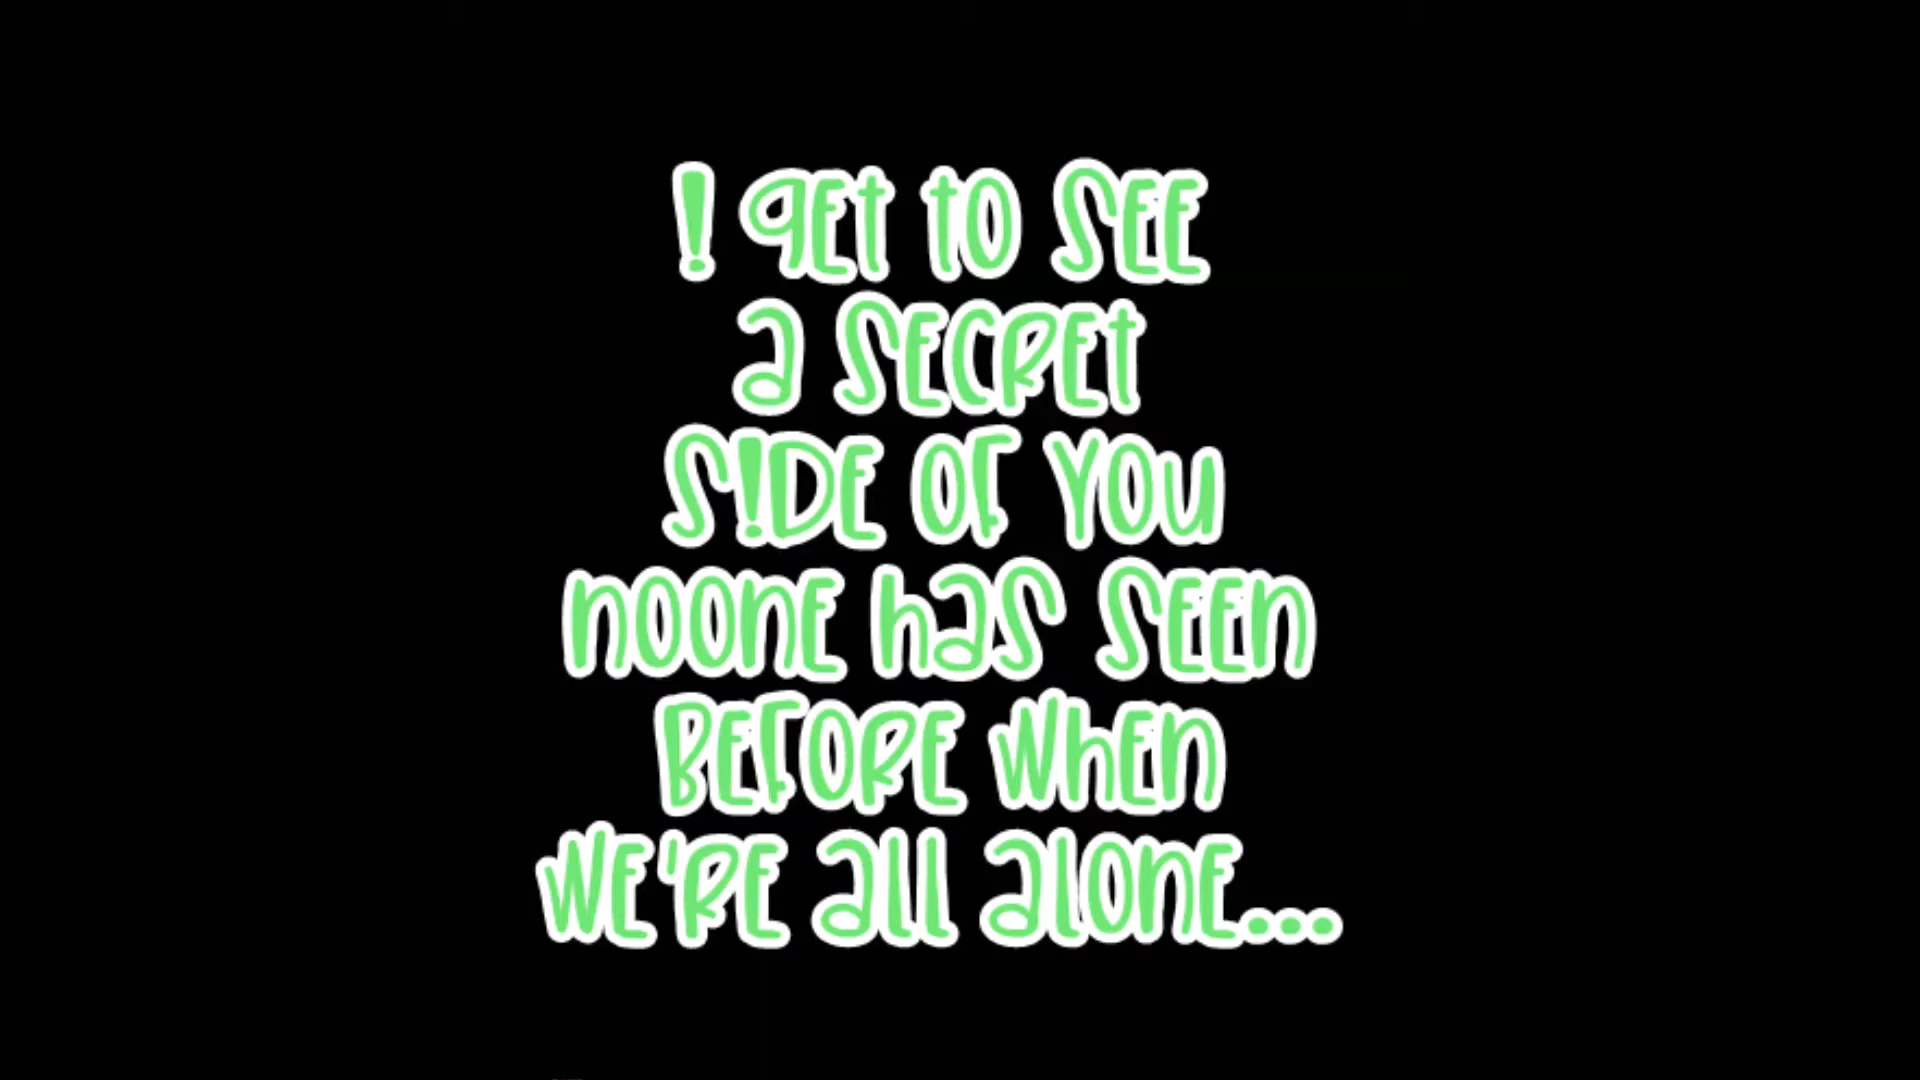 I get to see
a secret
side of you
noone has seen
before when
we're all alone...